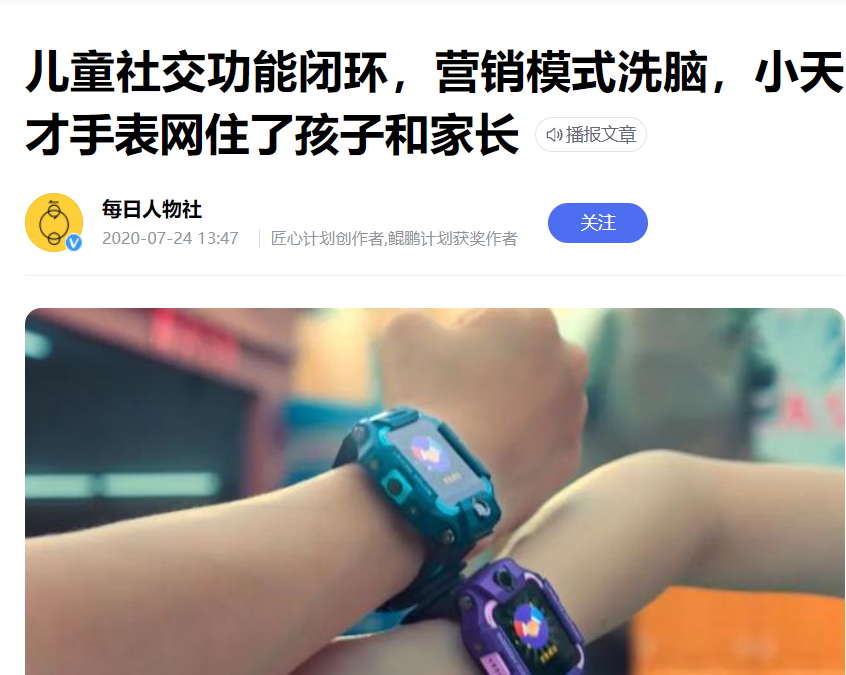 儿童社交功能闭环，营销模式洗脑，小天
才手表网住了孩子和家长 播报文章
每日人物社
2020-07-24 13:47 匠心计划创作者,鲲鹏计划获奖作者
关注